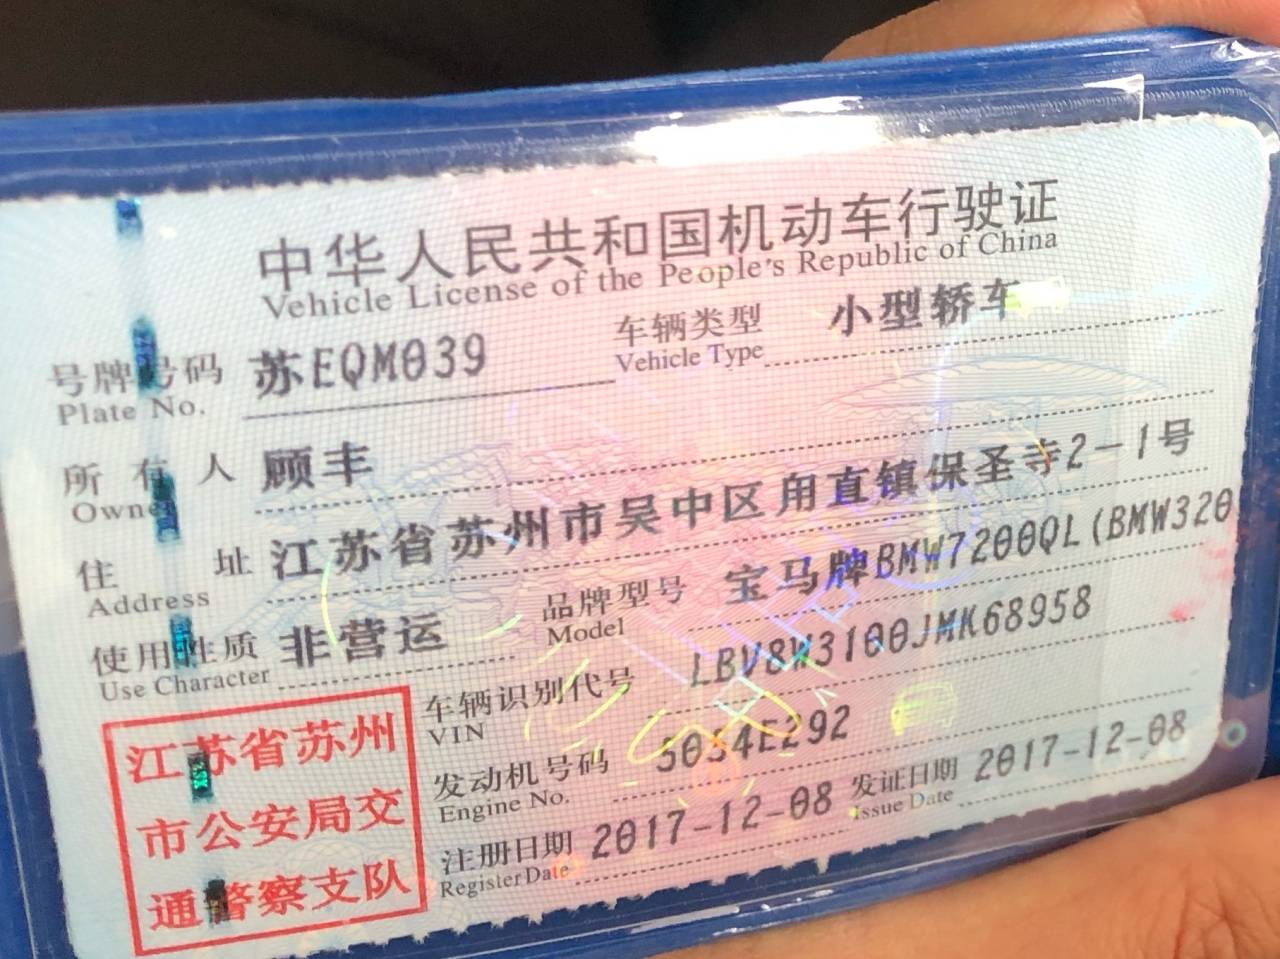 中华人民共和国机动车行驶证
Vehicle License of the People's Republic of China
号牌号码 苏EQM039 车辆类型 小型轿车
Plate No. Vehicle Type
所有人 顾丰
Owner
住址 江苏省苏州市吴中区甪直镇保圣寺2-1号
Address
使用性质 非营运 品牌型号 宝马牌BMW7200QL(BMW320
Use Character Model
车辆识别代号 LBV8W3100JMK68958
VIN
发动机号码
Engine No.
注册日期 2017-12-08 发证日期 2017-12-08
Register Date Issue Date
江苏省苏州
市公安局交
通警察支队